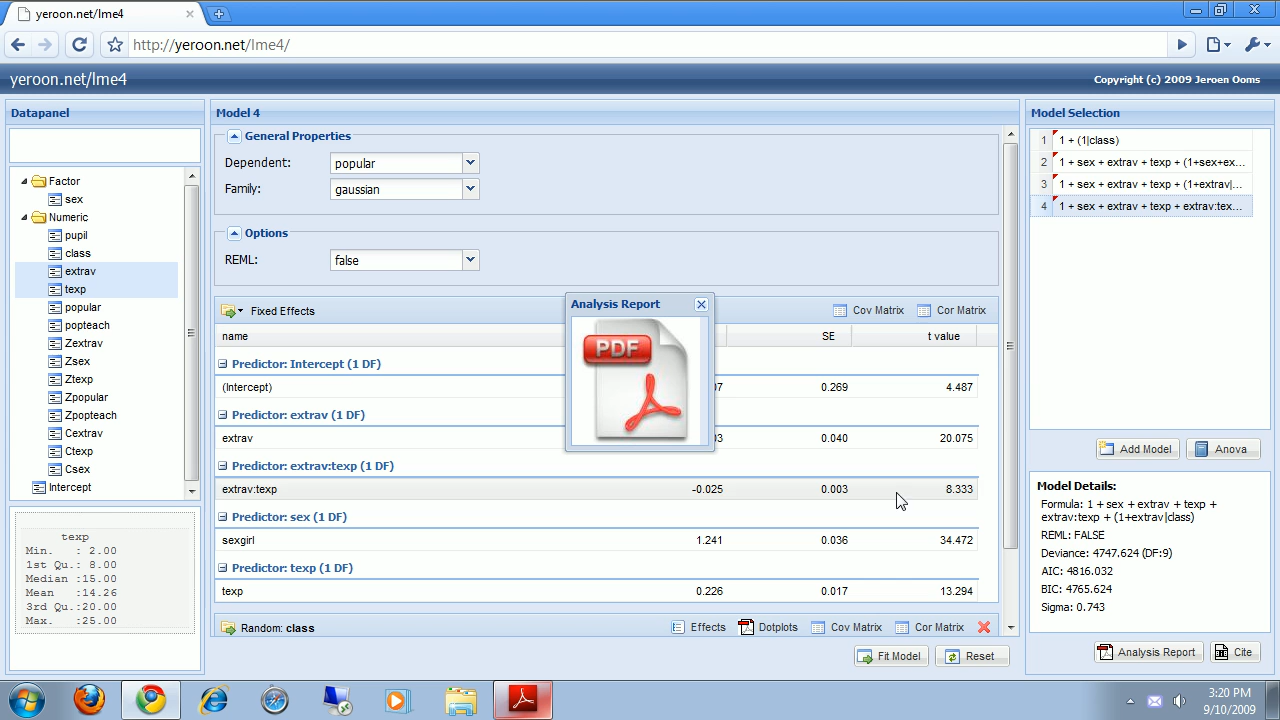 yeroon.net/lme4
http://yeroon.net/lme4/
yeroon.net/lme4
Copyright (c) 2009 Jeroen Ooms
Datapanel
Factor
sex
Numeric
pupil
class
extrav
texp
popular
popteach
Zextrav
Zsex
Ztexp
Zpopular
Zpopteach
Cextrav
Ctexp
Csex
Intercept
texp
Min. : 2.00
1st Qu.: 8.00
Median :15.00
Mean :14.26
3rd Qu.:20.00
Max. :25.00
Model 4
General Properties
Dependent: popular
Family: gaussian
Options
REML: false
Fixed Effects Cov Matrix Cor Matrix
name SE t value
Predictor: Intercept (1 DF)
(Intercept) 0.269 4.487
Predictor: extrav (1 DF)
extrav 0.040 20.075
Predictor: extrav:texp (1 DF)
extrav:texp -0.025 0.003 8.333
Predictor: sex (1 DF)
sexgirl 1.241 0.036 34.472
Predictor: texp (1 DF)
texp 0.226 0.017 13.294
Random: class Effects Dotplots Cov Matrix Cor Matrix
Fit Model Reset
Analysis Report
PDF
Model Selection
1 1 + (1|class)
2 1 + sex + extrav + texp + (1+sex+ex...
3 1 + sex + extrav + texp + (1+extrav|...
4 1 + sex + extrav + texp + extrav:tex...
Add Model Anova
Model Details:
Formula: 1 + sex + extrav + texp +
extrav:texp + (1+extrav|class)
REML: FALSE
Deviance: 4747.624 (DF:9)
AIC: 4816.032
BIC: 4765.624
Sigma: 0.743
Analysis Report Cite
3:20 PM
9/10/2009